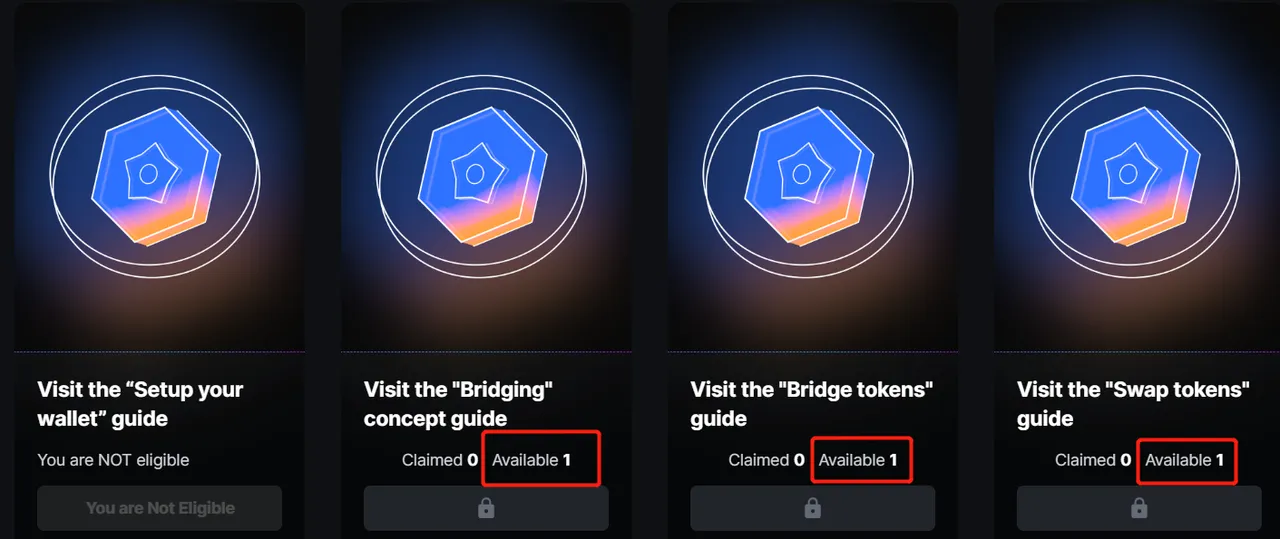 Visit the “Setup your
wallet” guide
You are NOT eligible
You are Not Eligible
Visit the "Bridging"
concept guide
Claimed 0 Available 1
Visit the "Bridge tokens"
guide
Claimed 0 Available 1
Visit the "Swap tokens"
guide
Claimed 0 Available 1